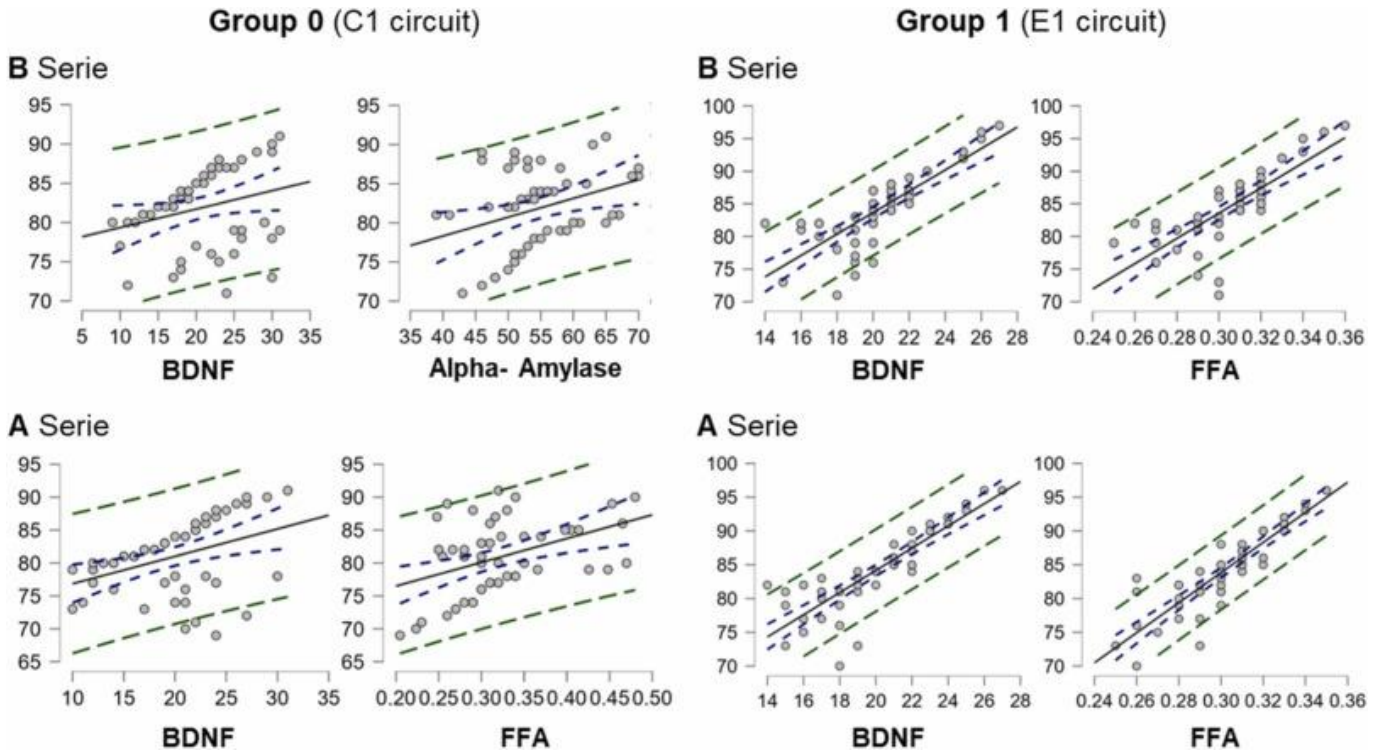 Group 0 (C1 circuit) Group 1 (E1 circuit)
B Serie B Serie
95 95 100 100
90 90 95 95
85 85 90 90
80 80 85 85
75 75 80 80
70 70 75 75
70 70
5 10 15 20 25 30 35 35 40 45 50 55 60 65 70 14 16 18 20 22 24 26 28 0.24 0.26 0.28 0.30 0.32 0.34 0.36
BDNF Alpha- Amylase BDNF FFA
A Serie A Serie
95 95 100 100
90 90 95 95
85 85 90 90
80 80 85 85
75 75 80 80
70 70 75 75
65 65 70 70
10 15 20 25 30 35 0.20 0.25 0.30 0.35 0.40 0.45 0.50 14 16 18 20 22 24 26 28 0.24 0.26 0.28 0.30 0.32 0.34 0.36
BDNF FFA BDNF FFA